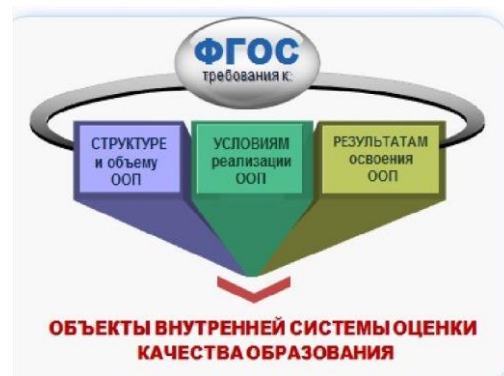 ФГОС
требования к:
СТРУКТУРЕ
и объему
ООП
УСЛОВИЯМ
реализации
ООП
РЕЗУЛЬТАТАМ
освоения
ООП
ОБЪЕКТЫ ВНУТРЕННЕЙ СИСТЕМЫ ОЦЕНКИ
КАЧЕСТВА ОБРАЗОВАНИЯ